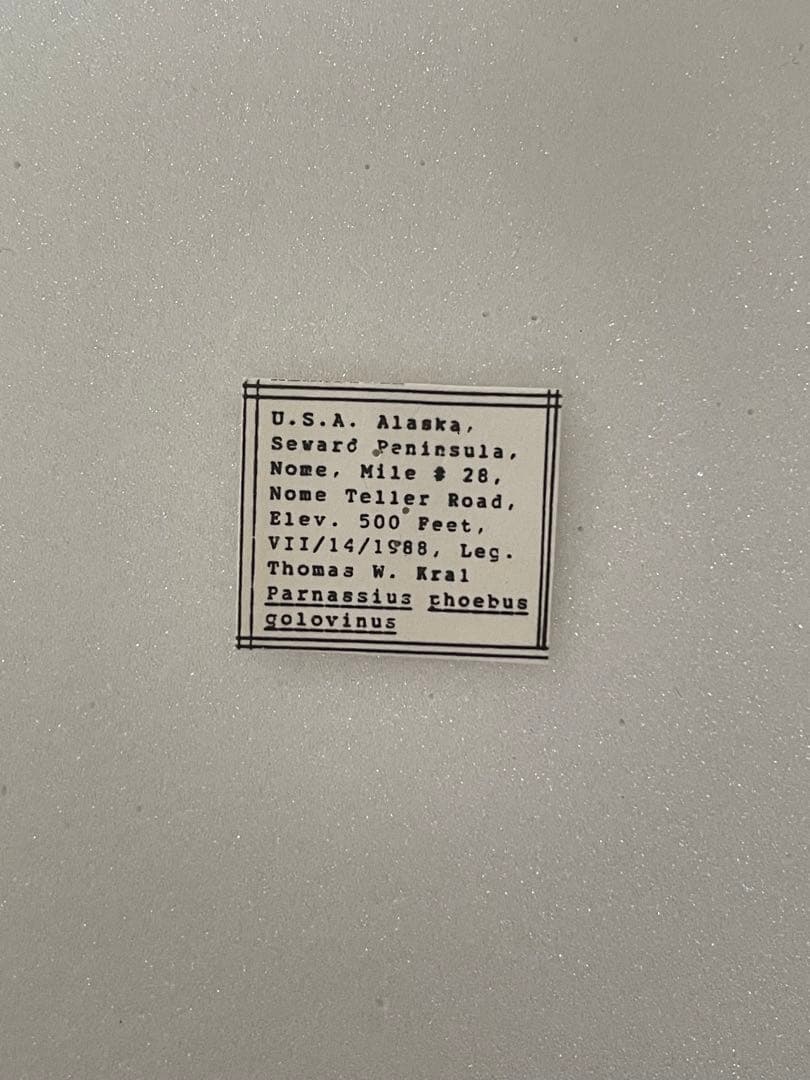 U.S.A. Alaska,
Seward Peninsula,
Nome, Mile # 28,
Nome Teller Road,
Elev. 500 Feet,
VII/14/1988, Leg.
Thomas W. Kral
Parnassius phoebus
golovinus